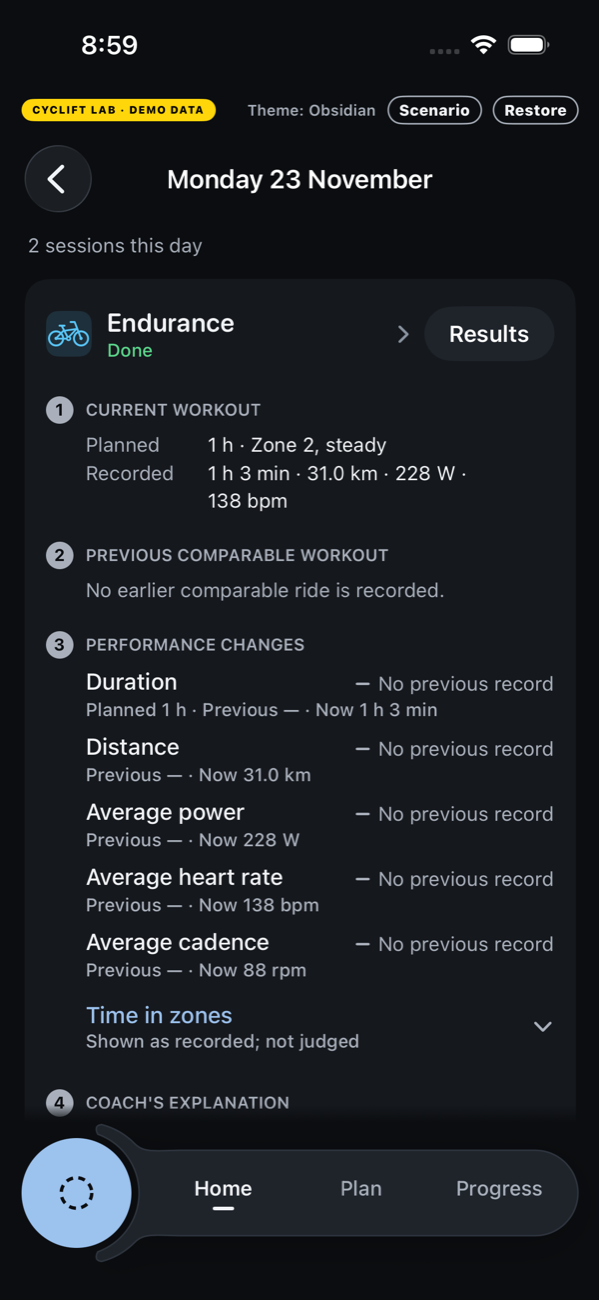 8:59
CYCLIFT LAB · DEMO DATA
Theme: Obsidian
Scenario
Restore
Monday 23 November
2 sessions this day
Endurance
Done
Results
1 CURRENT WORKOUT
Planned 1 h · Zone 2, steady
Recorded 1 h 3 min · 31.0 km · 228 W ·
138 bpm
2 PREVIOUS COMPARABLE WORKOUT
No earlier comparable ride is recorded.
3 PERFORMANCE CHANGES
Duration — No previous record
Planned 1 h · Previous — · Now 1 h 3 min
Distance — No previous record
Previous — · Now 31.0 km
Average power — No previous record
Previous — · Now 228 W
Average heart rate — No previous record
Previous — · Now 138 bpm
Average cadence — No previous record
Previous — · Now 88 rpm
Time in zones
Shown as recorded; not judged
4 COACH'S EXPLANATION
Home
Plan
Progress